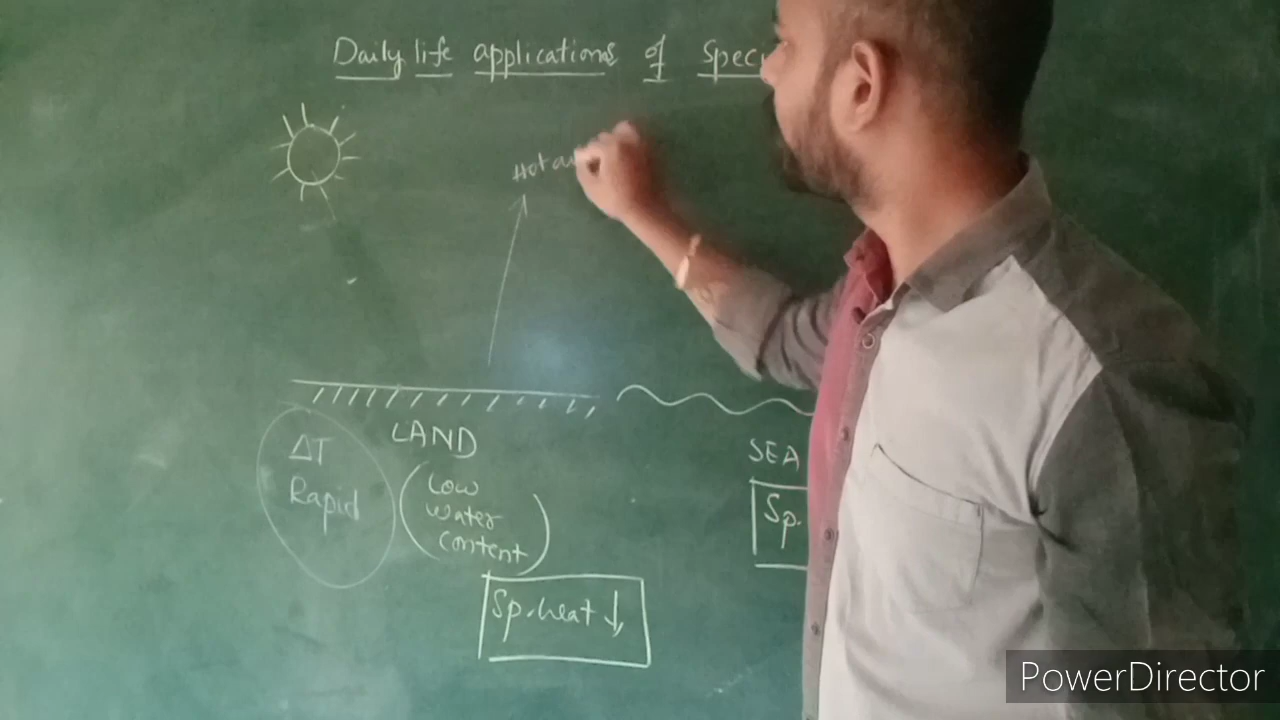 Daily life applications of Spec
Hot a
LAND
ΔT
Rapid
(Low
water
content)
Sp. heat ↓
SEA
Sp.
PowerDirector